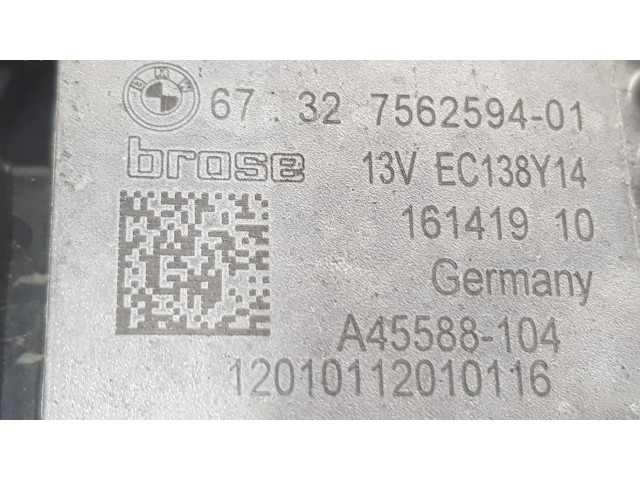 BMW 67 . 32 7562594-01
brose 13V EC138Y14
161419 10
Germany
A45588-104
12010112010116